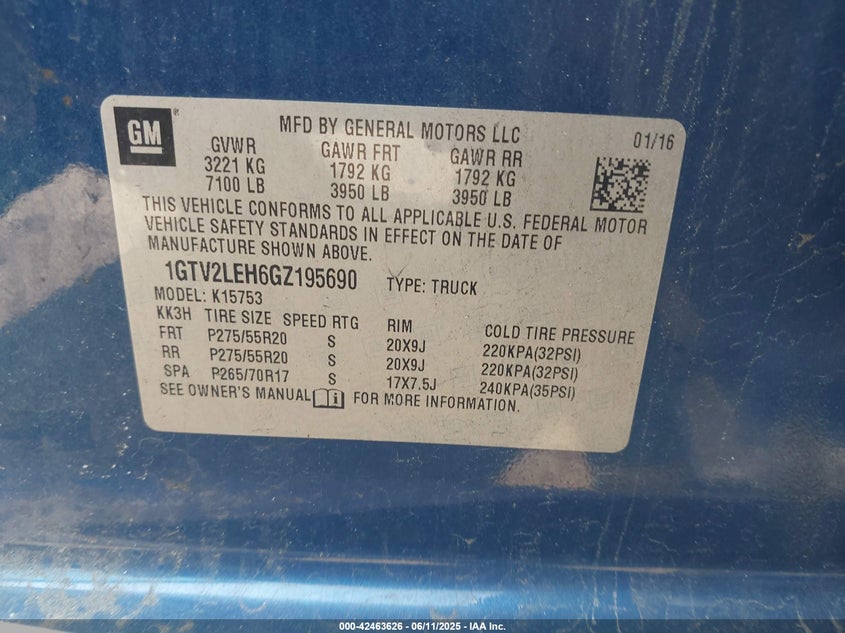 GM
MFD BY GENERAL MOTORS LLC
01/16
GVWR GAWR FRT GAWR RR
3221 KG 1792 KG 1792 KG
7100 LB 3950 LB 3950 LB
THIS VEHICLE CONFORMS TO ALL APPLICABLE U.S. FEDERAL MOTOR
VEHICLE SAFETY STANDARDS IN EFFECT ON THE DATE OF
MANUFACTURE SHOWN ABOVE.
1GTV2LEH6GZ195690 TYPE: TRUCK
MODEL: K15753
KK3H TIRE SIZE SPEED RTG RIM COLD TIRE PRESSURE
FRT P275/55R20 S 20X9J 220KPA(32PSI)
RR P275/55R20 S 20X9J 220KPA(32PSI)
SPA P265/70R17 S 17X7.5J 240KPA(35PSI)
SEE OWNER'S MANUAL FOR MORE INFORMATION.
000-42463626 - 06/11/2025 - IAA Inc.